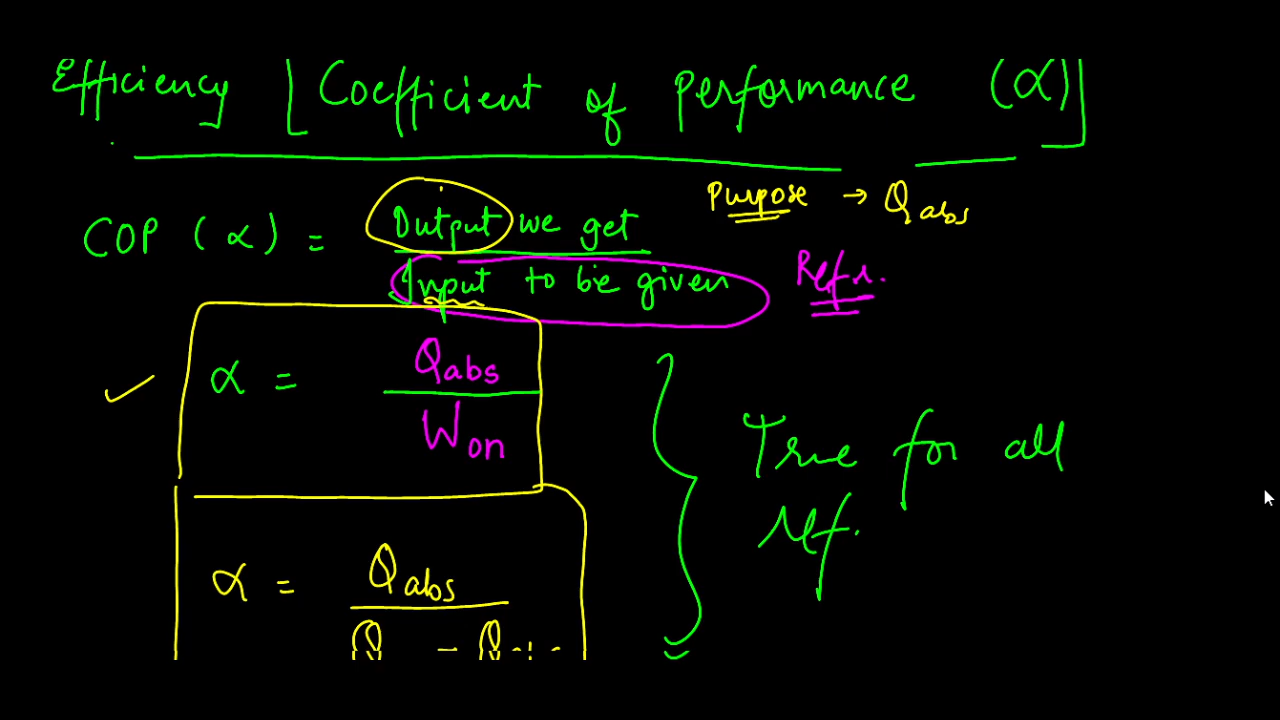 Efficiency [Coefficient of Performance (α)]
Purpose → Qabs
COP (α) = Output we get
Input to be given
Refr.
α = Qabs
Won
True for all
ref.
α = Qabs